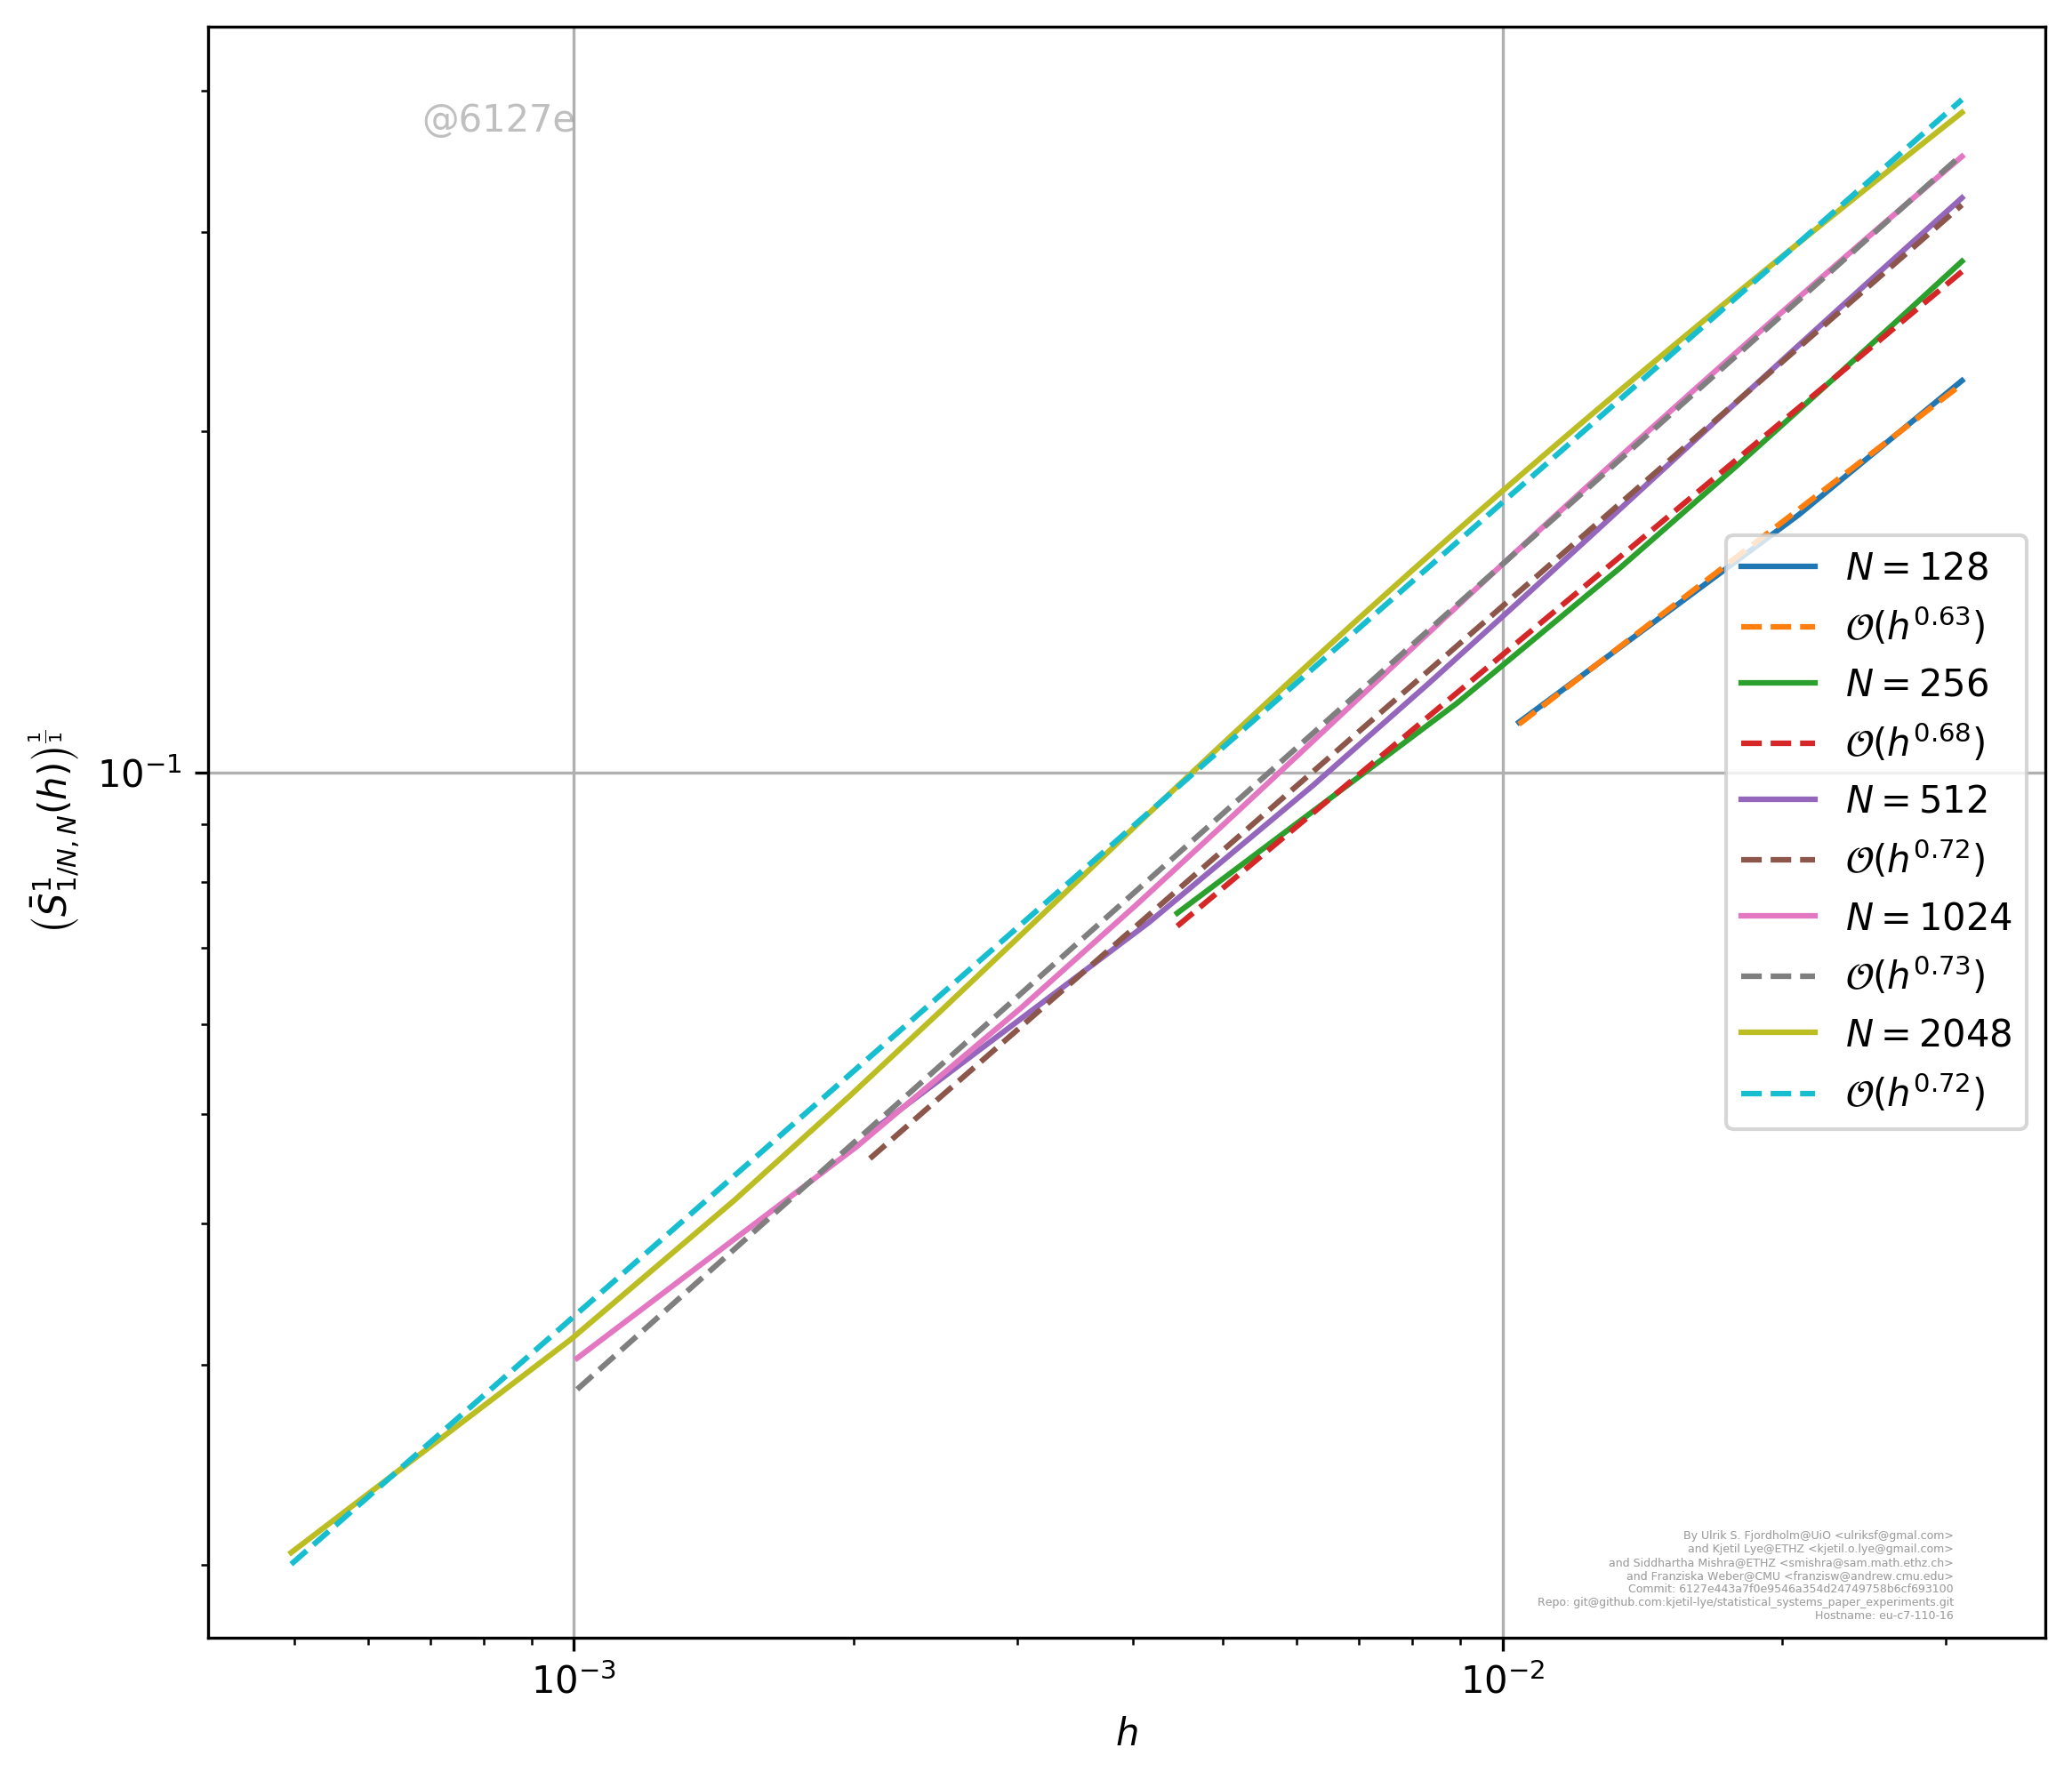 @6127e
(S̄¹₁/N, N(h))^(1/1)
10⁻¹
N = 128
𝒪(h^0.63)
N = 256
𝒪(h^0.68)
N = 512
𝒪(h^0.72)
N = 1024
𝒪(h^0.73)
N = 2048
𝒪(h^0.72)
By Ulrik S. Fjordholm@UiO <ulriksf@gmal.com>
and Kjetil Lye@ETHZ <kjetil.o.lye@gmail.com>
and Siddhartha Mishra@ETHZ <smishra@sam.math.ethz.ch>
and Franziska Weber@CMU <franzisw@andrew.cmu.edu>
Commit: 6127e443a7f0e9546a354d24749758b6cf693100
Repo: git@github.com:kjetil-lye/statistical_systems_paper_experiments.git
Hostname: eu-c7-110-16
10⁻³ 10⁻²
h